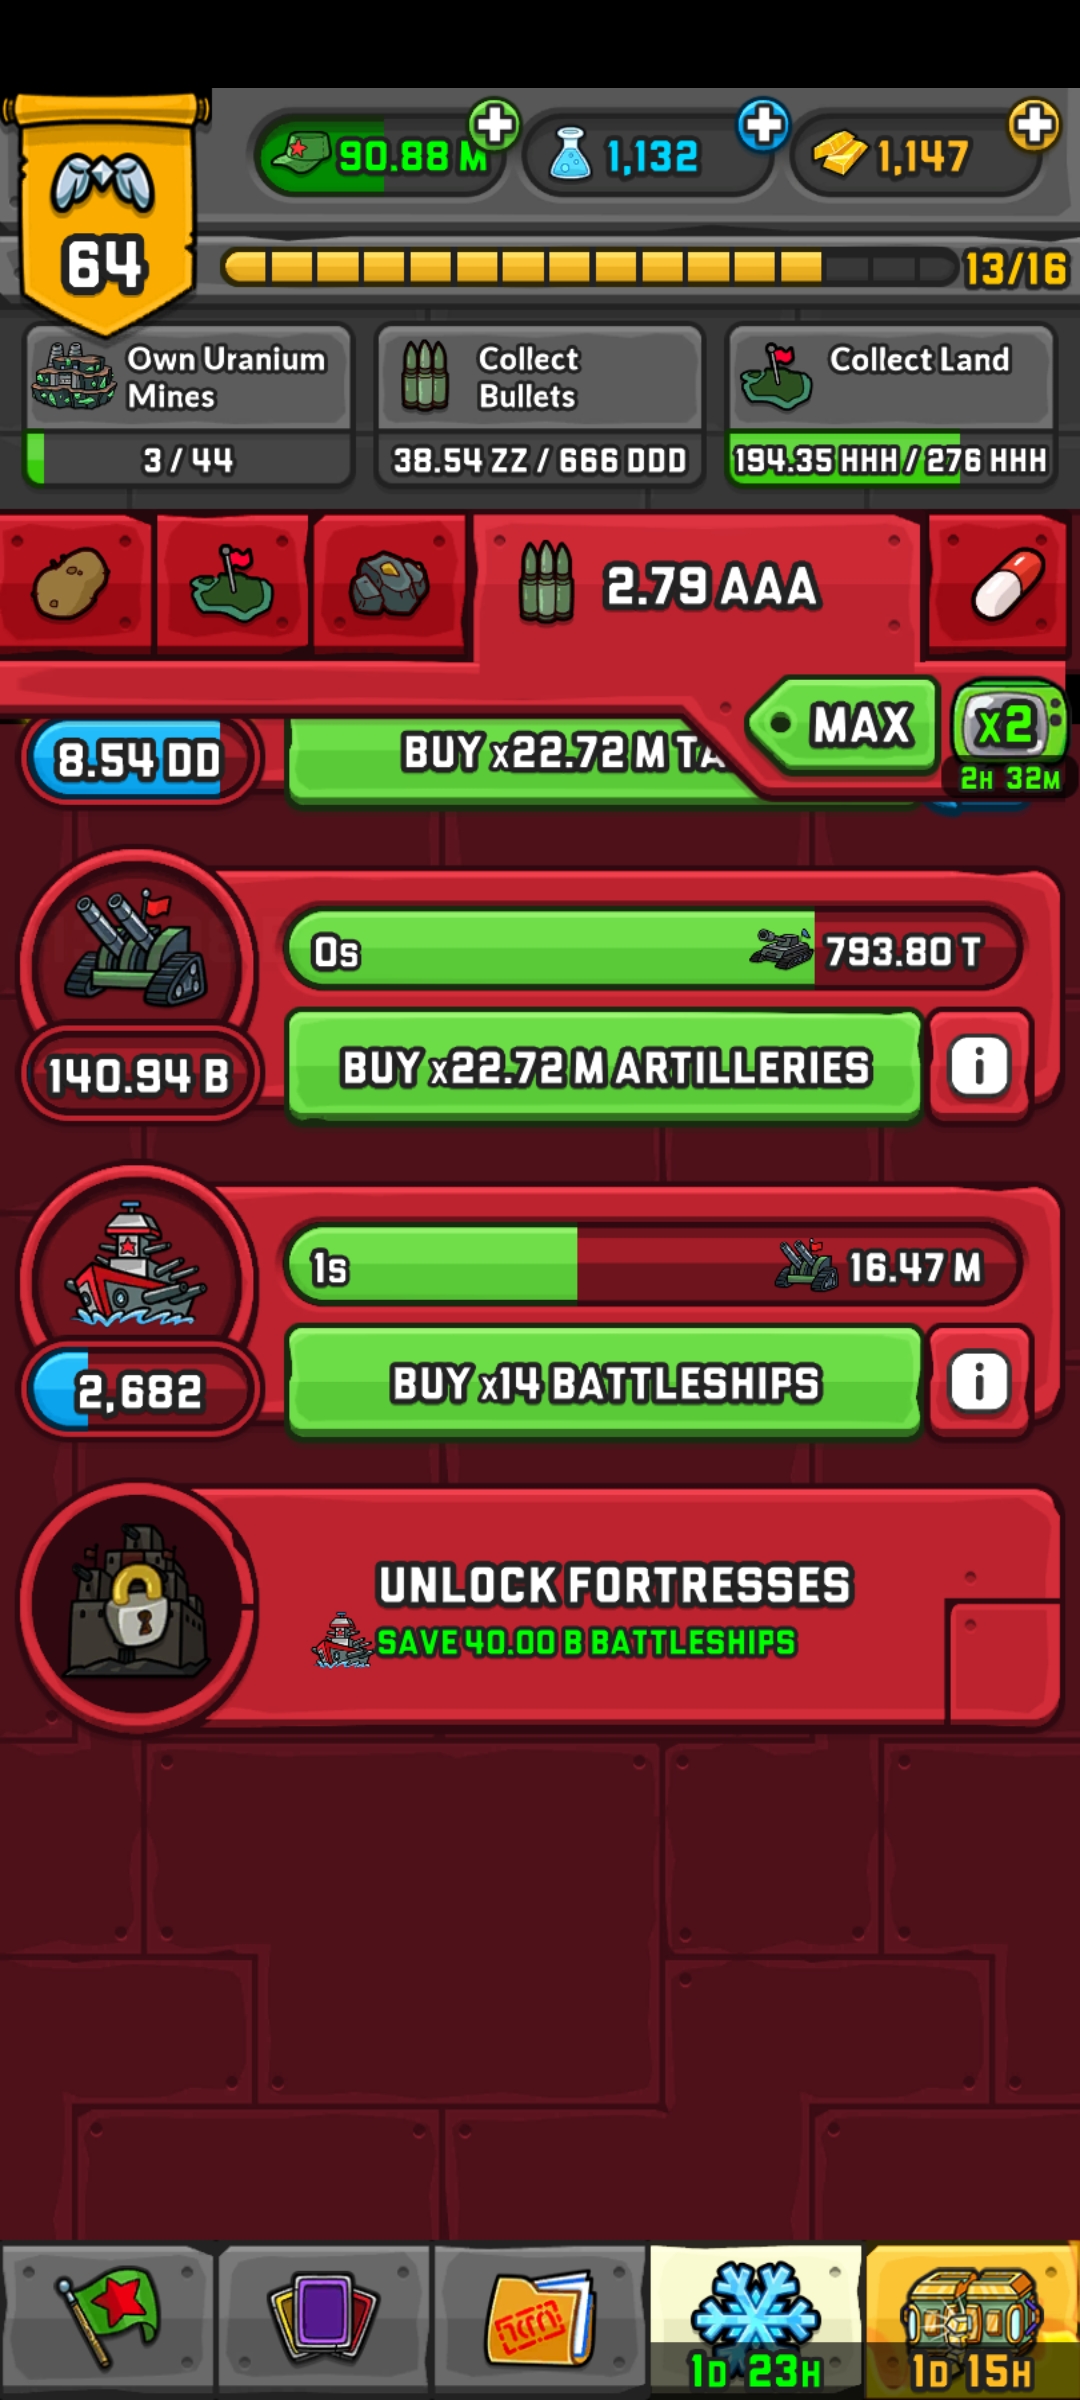 90.88 M
1,132
1,147
64
13/16
Own Uranium
Mines
3 / 44
Collect
Bullets
38.54 ZZ / 666 DDD
Collect Land
194.35 HHH / 276 HHH
2.79 AAA
MAX
x2
2H 32M
8.54 DD
BUY x22.72 M TA
0s
793.80 T
140.94 B
BUY x22.72 M ARTILLERIES
i
1s
16.47 M
2,682
BUY x14 BATTLESHIPS
i
UNLOCK FORTRESSES
SAVE 40.00 B BATTLESHIPS
1D 23H
1D 15H